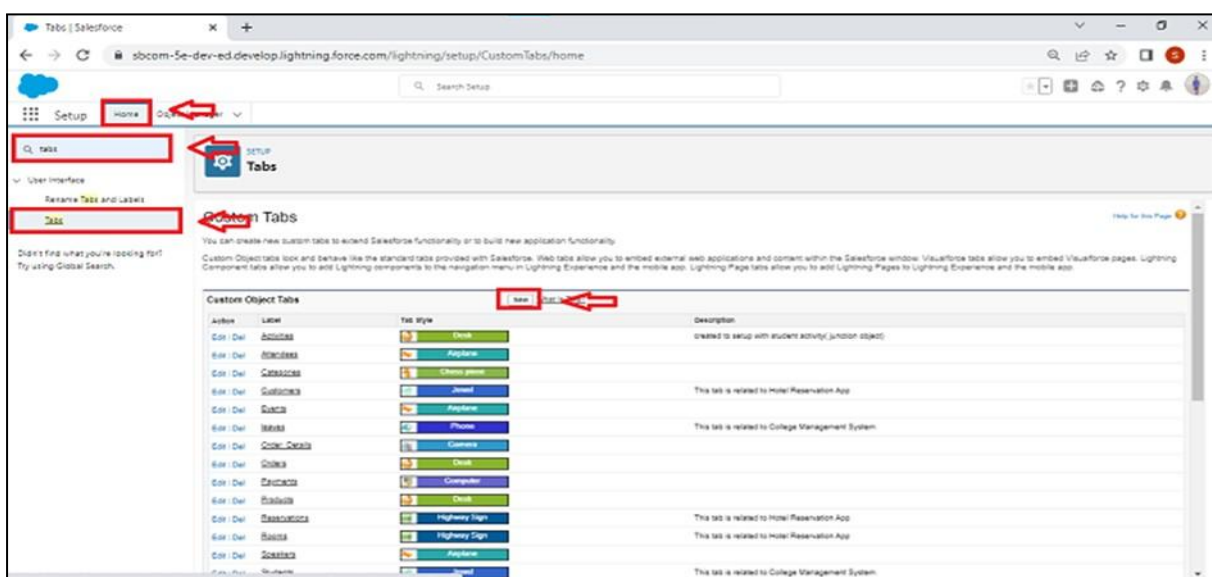 Tabs | Salesforce
sbcom-5e-dev-ed.develop.lightning.force.com/lightning/setup/CustomTabs/home
S
Search Setup
Setup
Home
tabs
SETUP
Tabs
User Interface
Rename Tabs and Labels
Tabs
Didn't find what you're looking for?
Try using Global Search.
Custom Tabs
Help for this Page
You can create new custom tabs to extend Salesforce functionality or to build new application functionality.
Custom Object tabs look and behave like the standard tabs provided with Salesforce. Web tabs allow you to embed external web applications and content within the Salesforce window. Visualforce tabs allow you to embed Visualforce pages. Lightning
Component tabs allow you to add Lightning components to the navigation menu in Lightning Experience and the mobile app. Lightning Page tabs allow you to add Lightning Pages to Lightning Experience and the mobile app.
Custom Object Tabs New
Action Label Tab Style Description
Edit | Del Activities Desk created to setup with student activity( junction object)
Edit | Del Attendees Airplane
Edit | Del Categories Chess piece
Edit | Del Customers Jewel This tab is related to Hotel Reservation App
Edit | Del Events Airplane
Edit | Del leaves Phone This tab is related to College Management System
Edit | Del Order Details Camera
Edit | Del Orders Desk
Edit | Del Payments Computer
Edit | Del Products Desk
Edit | Del Reservations Highway Sign This tab is related to Hotel Reservation App
Edit | Del Rooms Highway Sign This tab is related to Hotel Reservation App
Edit | Del Speakers Airplane
Edit | Del Students Jewel This tab is related to College Management System